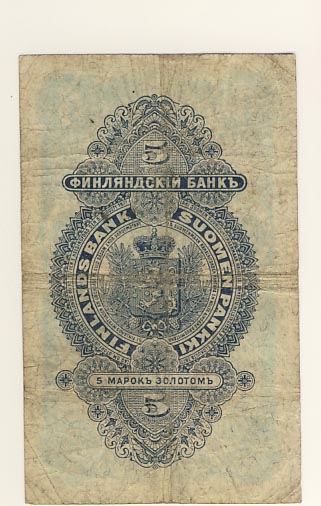 5
ФИНЛЯНДСКІЙ БАНКЪ
FINLANDS BANK
SUOMEN PANKKI
5 МАРОКЪ ЗОЛОТОМЪ
5